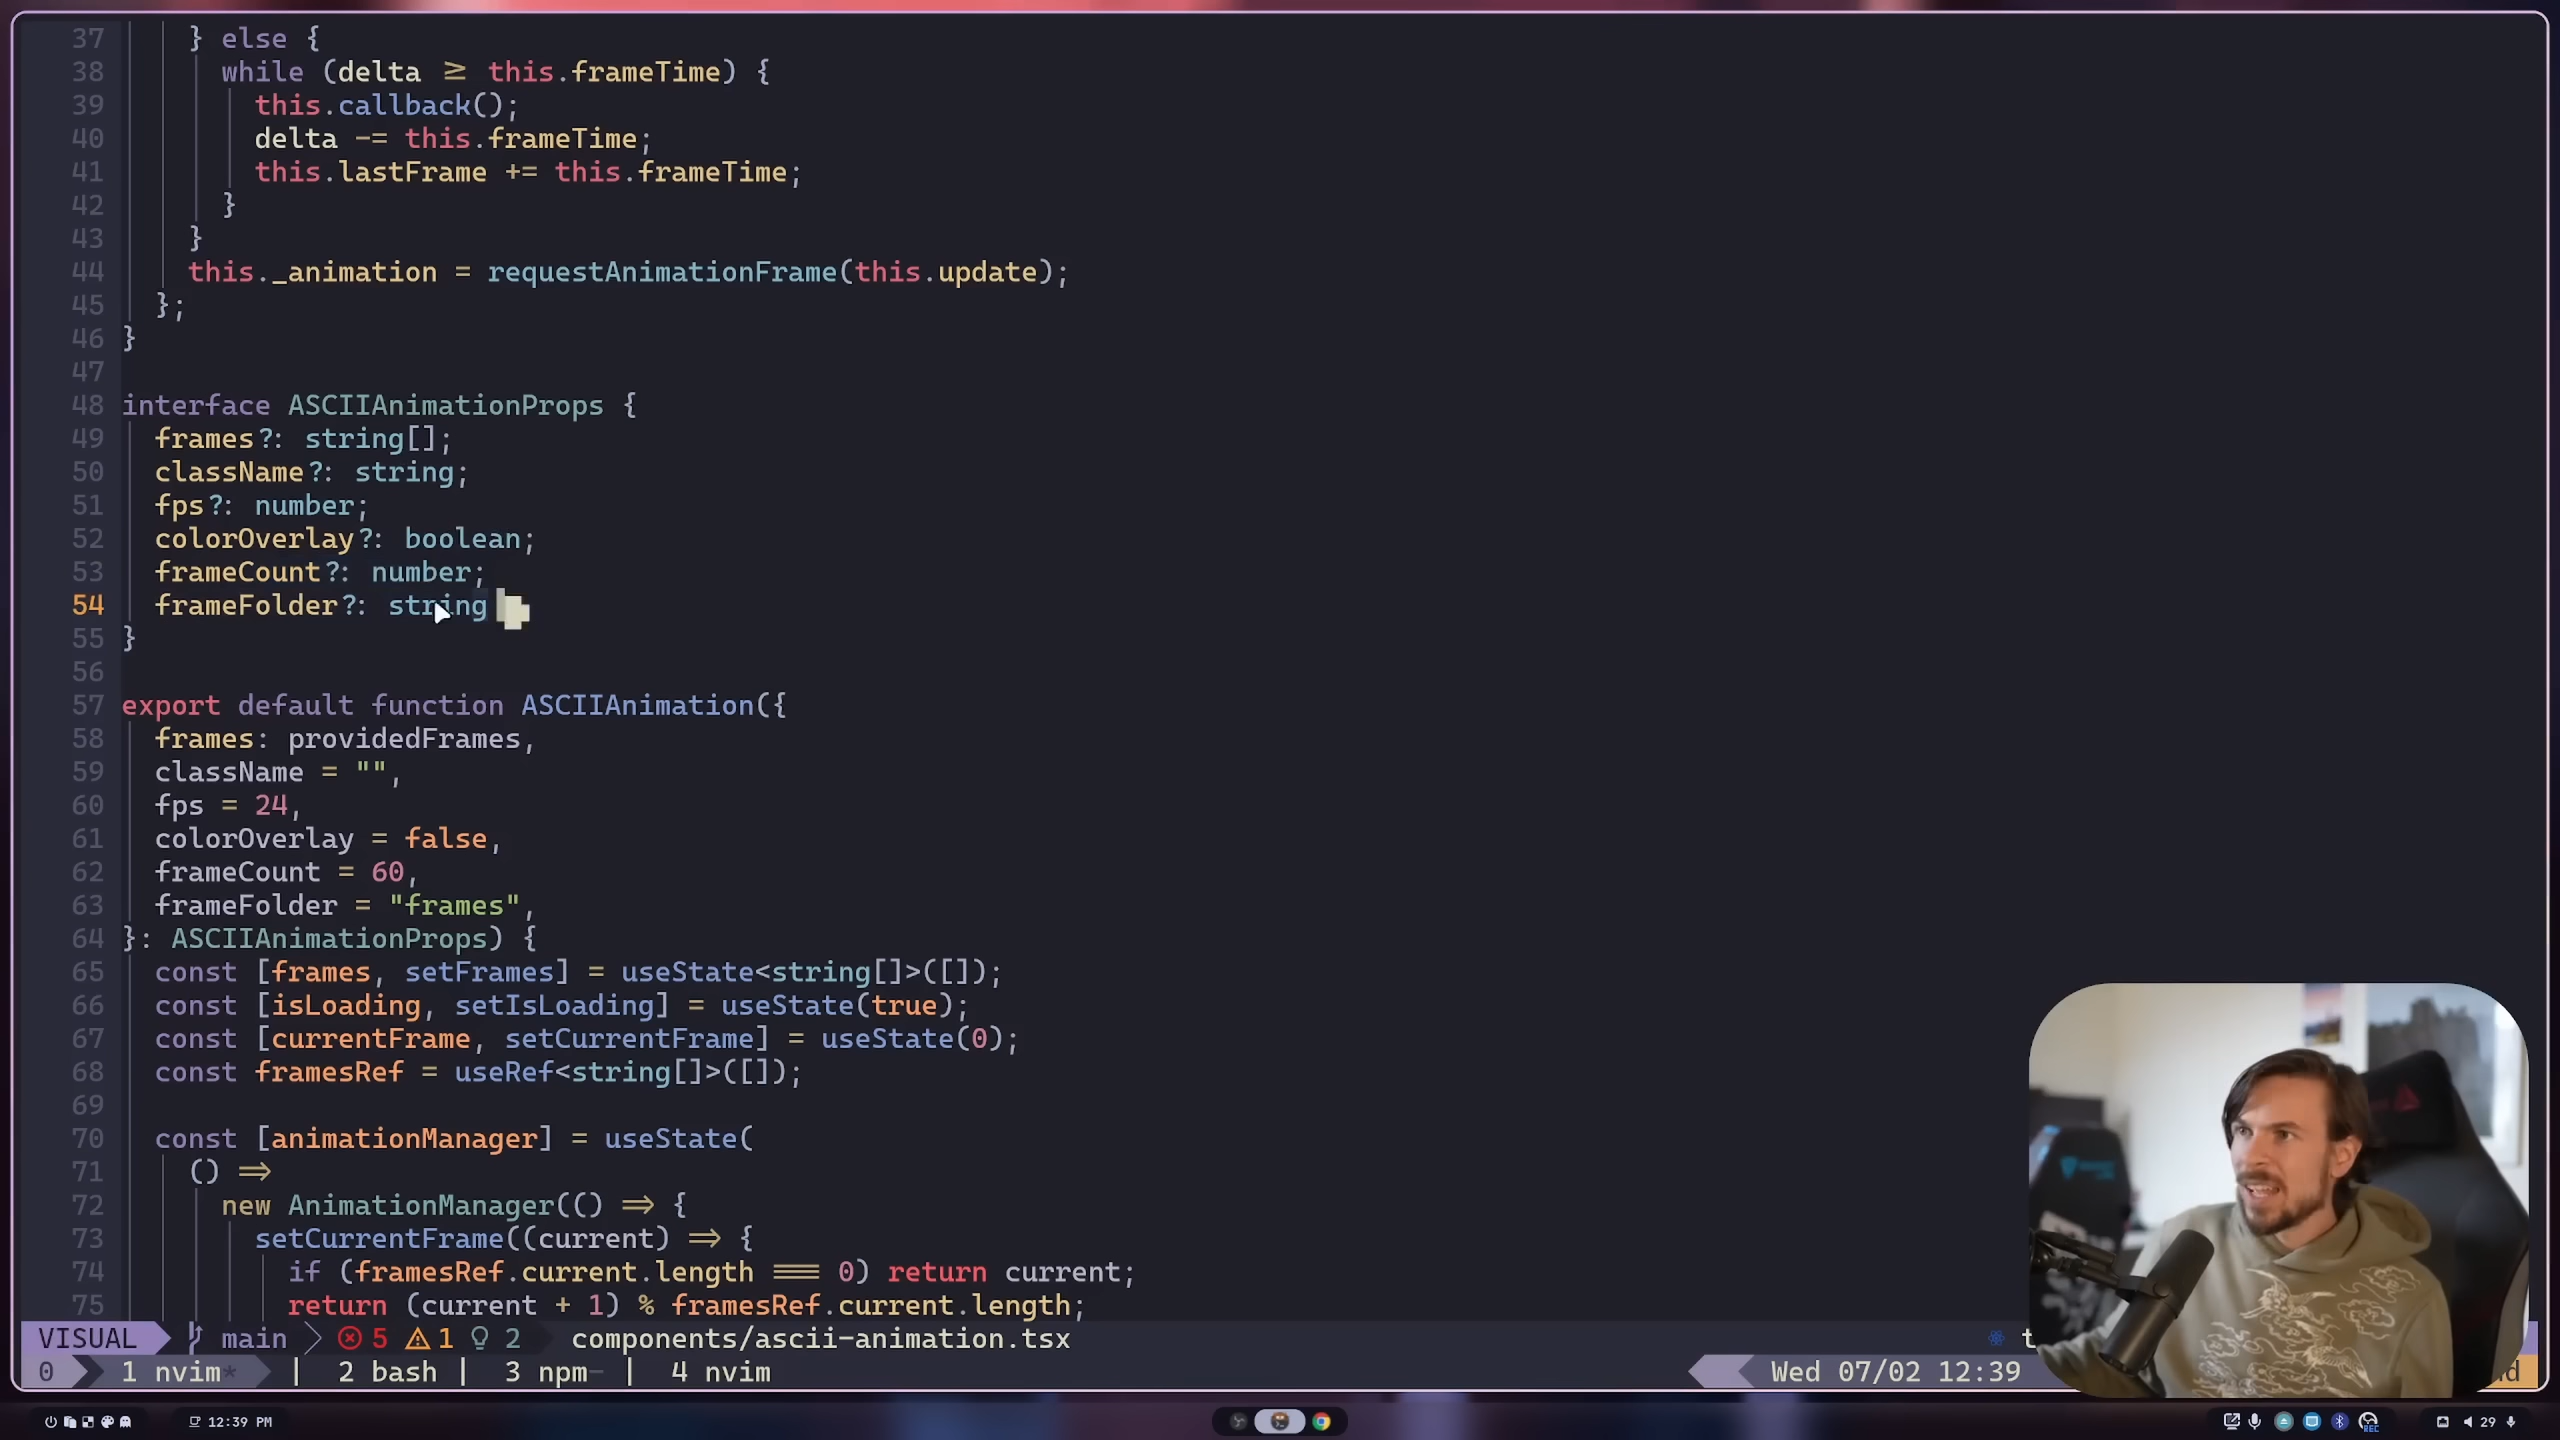 37 } else {
38 while (delta ≥ this.frameTime) {
39 this.callback();
40 delta -= this.frameTime;
41 this.lastFrame += this.frameTime;
42 }
43 }
44 this._animation = requestAnimationFrame(this.update);
45 };
46 }
47
48 interface ASCIIAnimationProps {
49 frames?: string[];
50 className?: string;
51 fps?: number;
52 colorOverlay?: boolean;
53 frameCount?: number;
54 frameFolder?: string
55 }
56
57 export default function ASCIIAnimation({
58 frames: providedFrames,
59 className = "",
60 fps = 24,
61 colorOverlay = false,
62 frameCount = 60,
63 frameFolder = "frames",
64 }: ASCIIAnimationProps) {
65 const [frames, setFrames] = useState<string[]>([]);
66 const [isLoading, setIsLoading] = useState(true);
67 const [currentFrame, setCurrentFrame] = useState(0);
68 const framesRef = useRef<string[]>([]);
69
70 const [animationManager] = useState(
71 () ⇒
72 new AnimationManager(() ⇒ {
73 setCurrentFrame((current) ⇒ {
74 if (framesRef.current.length ≡ 0) return current;
75 return (current + 1) % framesRef.current.length;
VISUAL main 5 1 2 components/ascii-animation.tsx
0 1 nvim* | 2 bash | 3 npm- | 4 nvim Wed 07/02 12:39
12:39 PM 29